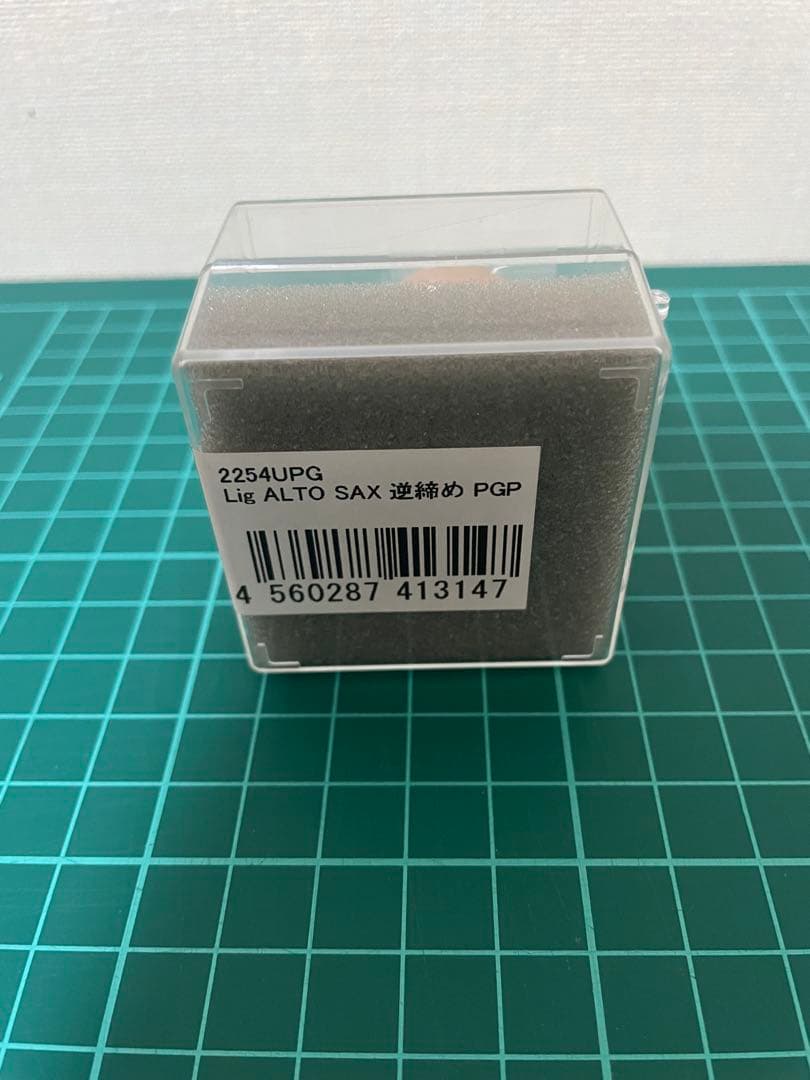 2254UPG
Lig ALTO SAX 逆締め PGP
4 560287 413147